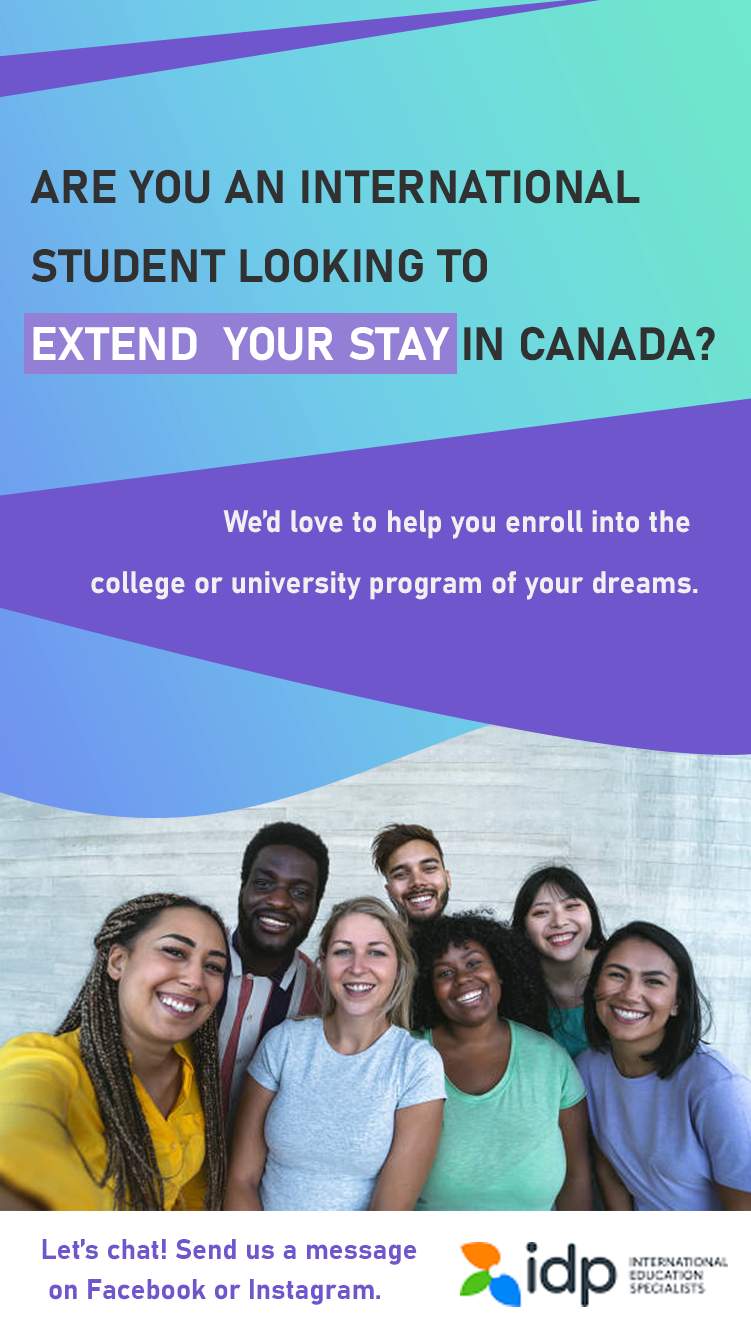 ARE YOU AN INTERNATIONAL
STUDENT LOOKING TO
EXTEND YOUR STAY IN CANADA?
We'd love to help you enroll into the
college or university program of your dreams.
Let's chat! Send us a message
on Facebook or Instagram.
idp
INTERNATIONAL
EDUCATION
SPECIALISTS